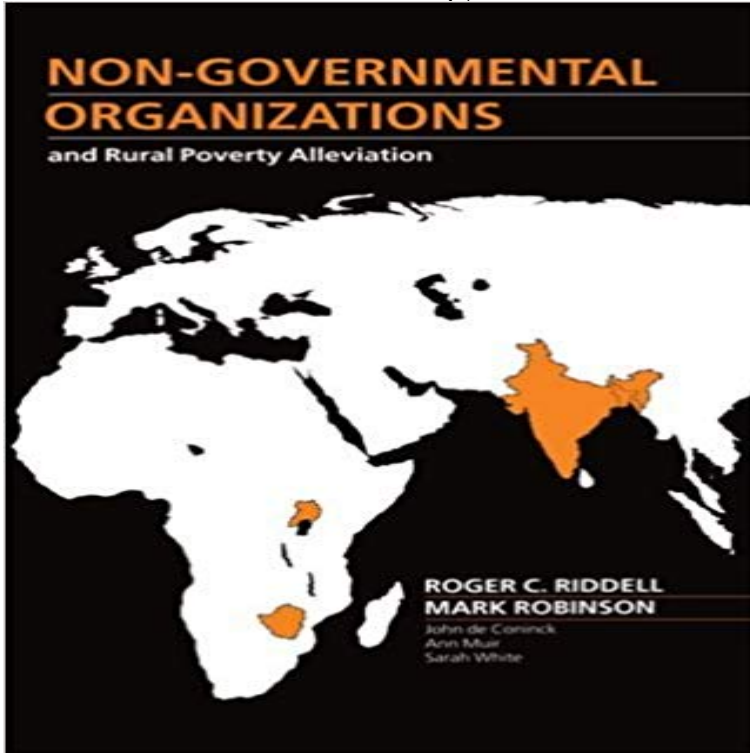 NON-GOVERNMENTAL
ORGANIZATIONS
and Rural Poverty Alleviation
ROGER C. RIDDELL
MARK ROBINSON
John de Coninck
Ann Muir
Sarah White